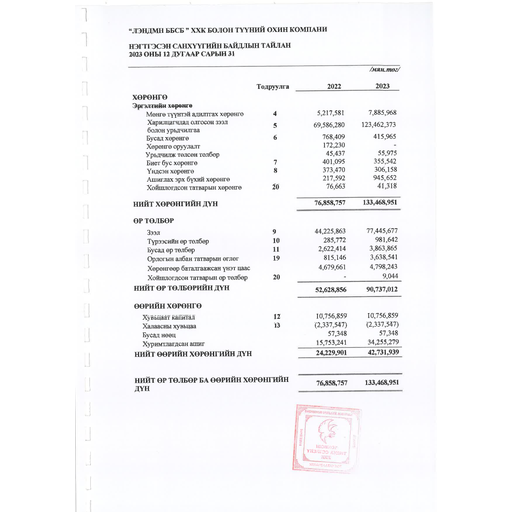 "ЛЭНДМН ББСБ" ХХК БОЛОН ТҮҮНИЙ ОХИН КОМПАНИ
НЭГТГЭСЭН САНХҮҮГИЙН БАЙДЛЫН ТАЙЛАН
2023 ОНЫ 12 ДУГААР САРЫН 31
/мян.төг/
Тодруулга 2022 2023
ХӨРӨНГӨ
Эргэлтийн хөрөнгө
Мөнгө түүнтэй адилтгах хөрөнгө 4 5,217,581 7,885,968
Харилцагчдад олгосон зээл болон урьдчилгаа 5 69,586,280 123,462,373
Бусад хөрөнгө 6 768,409 415,965
Хөрөнгө оруулалт 172,230 -
Урьдчилж төлсөн төлбөр 45,437 55,975
Биет бус хөрөнгө 7 401,095 355,542
Үндсэн хөрөнгө 8 373,470 306,158
Ашиглах эрх бүхий хөрөнгө 217,592 945,652
Хойшлогдсон татварын хөрөнгө 20 76,663 41,318
НИЙТ ХӨРӨНГИЙН ДҮН 76,858,757 133,468,951
ӨР ТӨЛБӨР
Зээл 9 44,225,863 77,445,677
Түрээсийн өр төлбөр 10 285,772 981,642
Бусад өр төлбөр 11 2,622,414 3,863,865
Орлогын албан татварын өглөг 19 815,146 3,638,541
Хөрөнгөөр баталгаажсан үнэт цаас 4,679,661 4,798,243
Хойшлогдсон татварын өр төлбөр 20 - 9,044
НИЙТ ӨР ТӨЛБӨРИЙН ДҮН 52,628,856 90,737,012
ӨӨРИЙН ХӨРӨНГӨ
Хувьцаат капитал 12 10,756,859 10,756,859
Халаасны хувьцаа 13 (2,337,547) (2,337,547)
Бусад нөөц 57,348 57,348
Хуримтлагдсан ашиг 15,753,241 34,255,279
НИЙТ ӨӨРИЙН ХӨРӨНГИЙН ДҮН 24,229,901 42,731,939
НИЙТ ӨР ТӨЛБӨР БА ӨӨРИЙН ХӨРӨНГИЙН
ДҮН 76,858,757 133,468,951